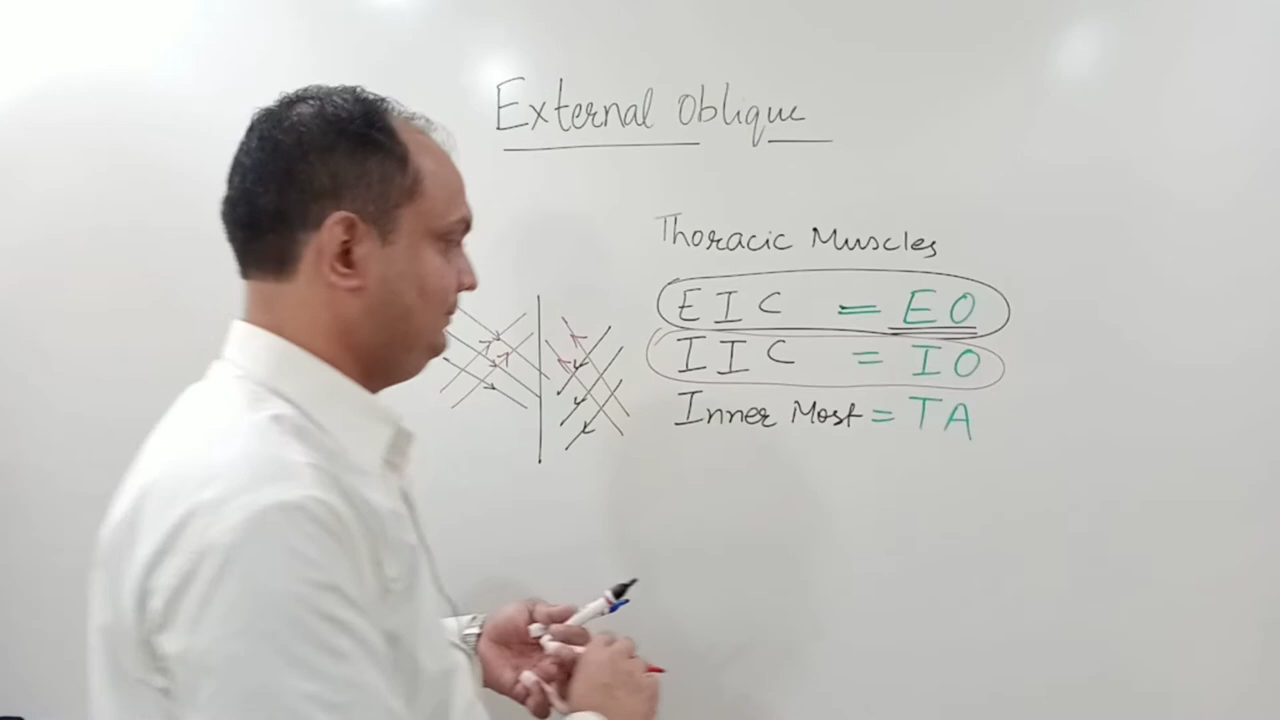 External Oblique
Thoracic Muscles
EIC = EO
IIC = IO
Inner Most = TA